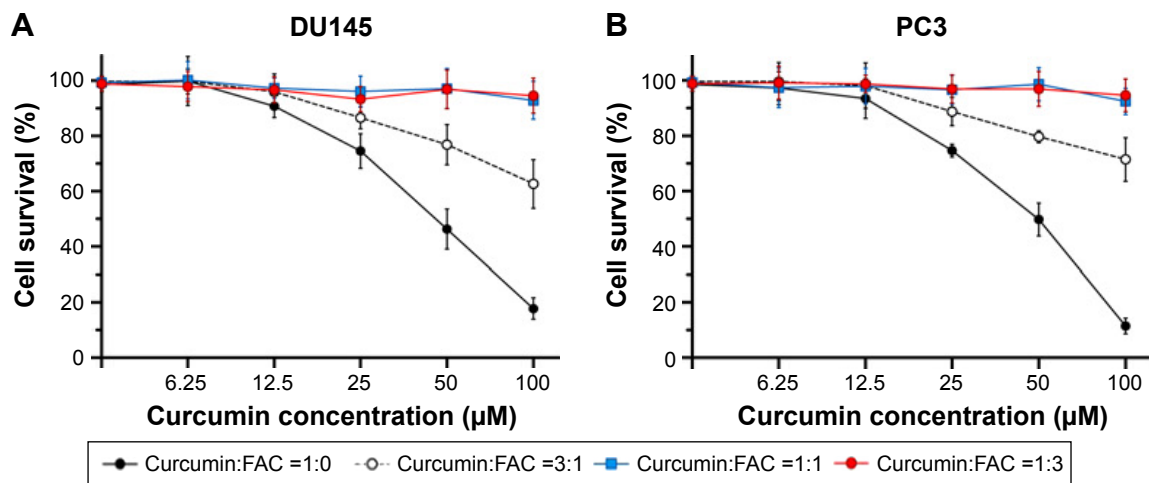 A
DU145
Cell survival (%)
100
80
60
40
20
0
6.25
12.5
25
50
100
Curcumin concentration (µM)
B
PC3
Cell survival (%)
100
80
60
40
20
0
6.25
12.5
25
50
100
Curcumin concentration (µM)
Curcumin:FAC =1:0
Curcumin:FAC =3:1
Curcumin:FAC =1:1
Curcumin:FAC =1:3